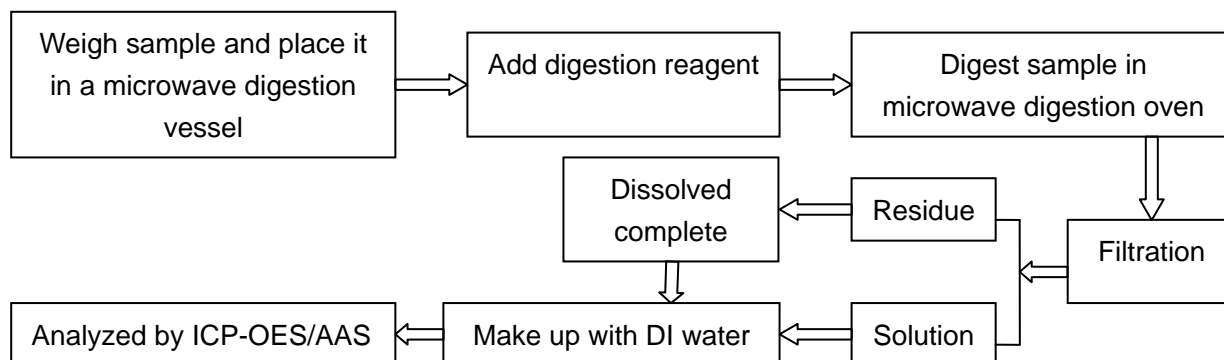 Weigh sample and place it
in a microwave digestion
vessel
Add digestion reagent
Digest sample in
microwave digestion oven
Dissolved
complete
Residue
Filtration
Analyzed by ICP-OES/AAS
Make up with DI water
Solution